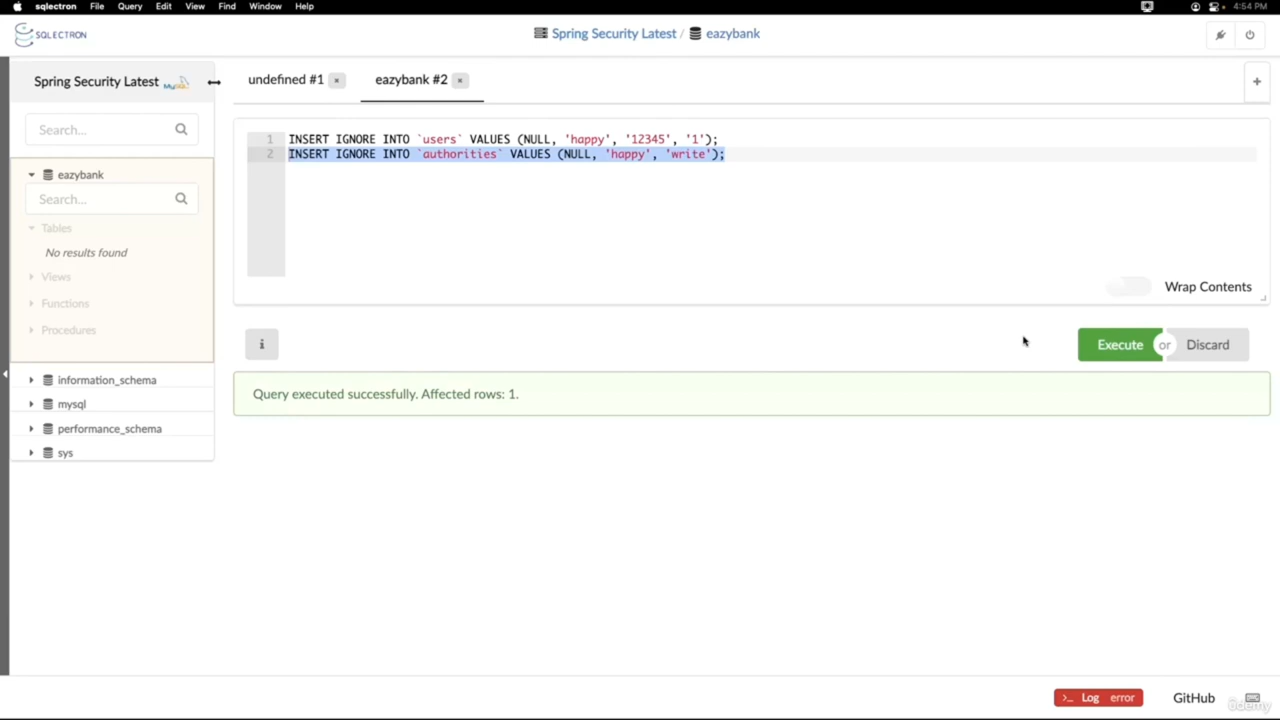 sqlectron File Query Edit View Find Window Help 4:54 PM
SQLECTRON
Spring Security Latest / eazybank
Spring Security Latest MySQL
undefined #1 × eazybank #2 ×
+
Search...
1 INSERT IGNORE INTO `users` VALUES (NULL, 'happy', '12345', '1');
2 INSERT IGNORE INTO `authorities` VALUES (NULL, 'happy', 'write');
eazybank
Search...
Tables
No results found
Views
Functions
Procedures
Wrap Contents
i
Execute or Discard
information_schema
mysql
performance_schema
sys
Query executed successfully. Affected rows: 1.
>_ Log error
GitHub
ûdemy